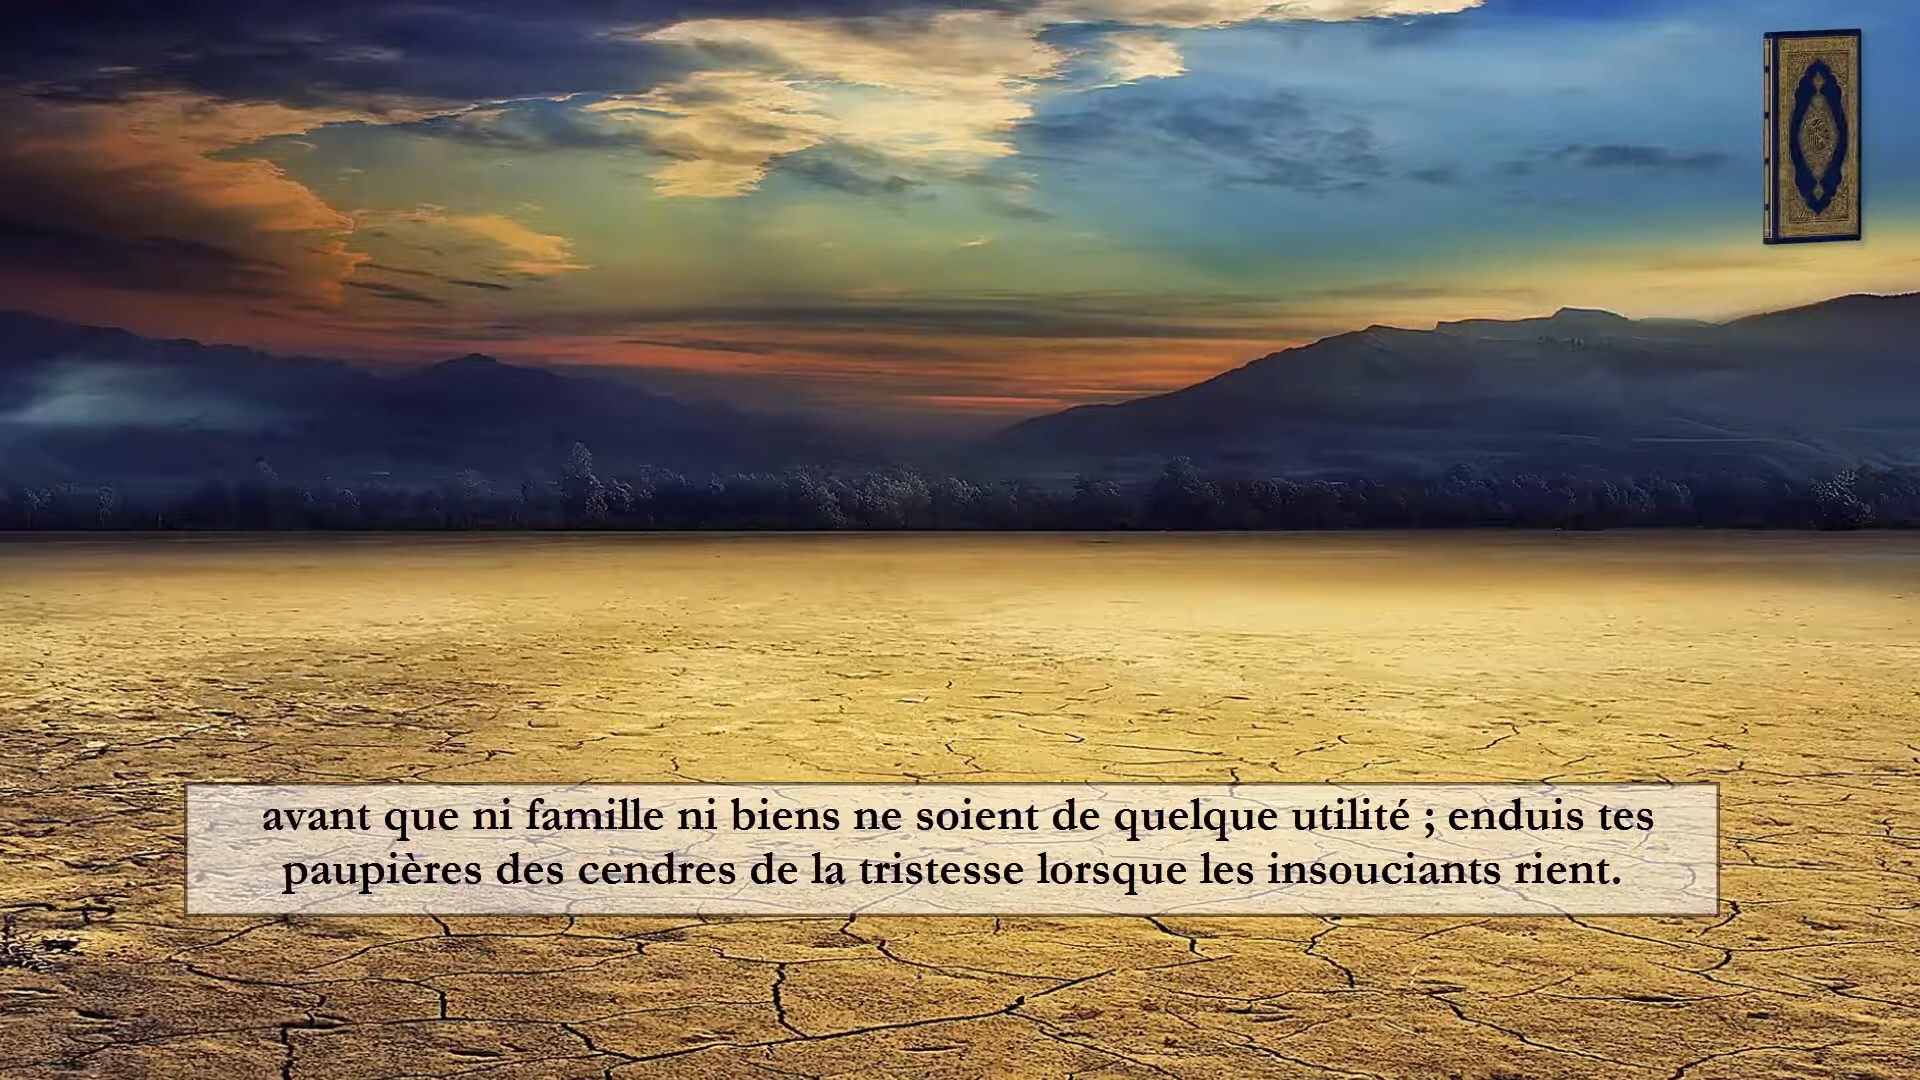 avant que ni famille ni biens ne soient de quelque utilité ; enduis tes
paupières des cendres de la tristesse lorsque les insouciants rient.